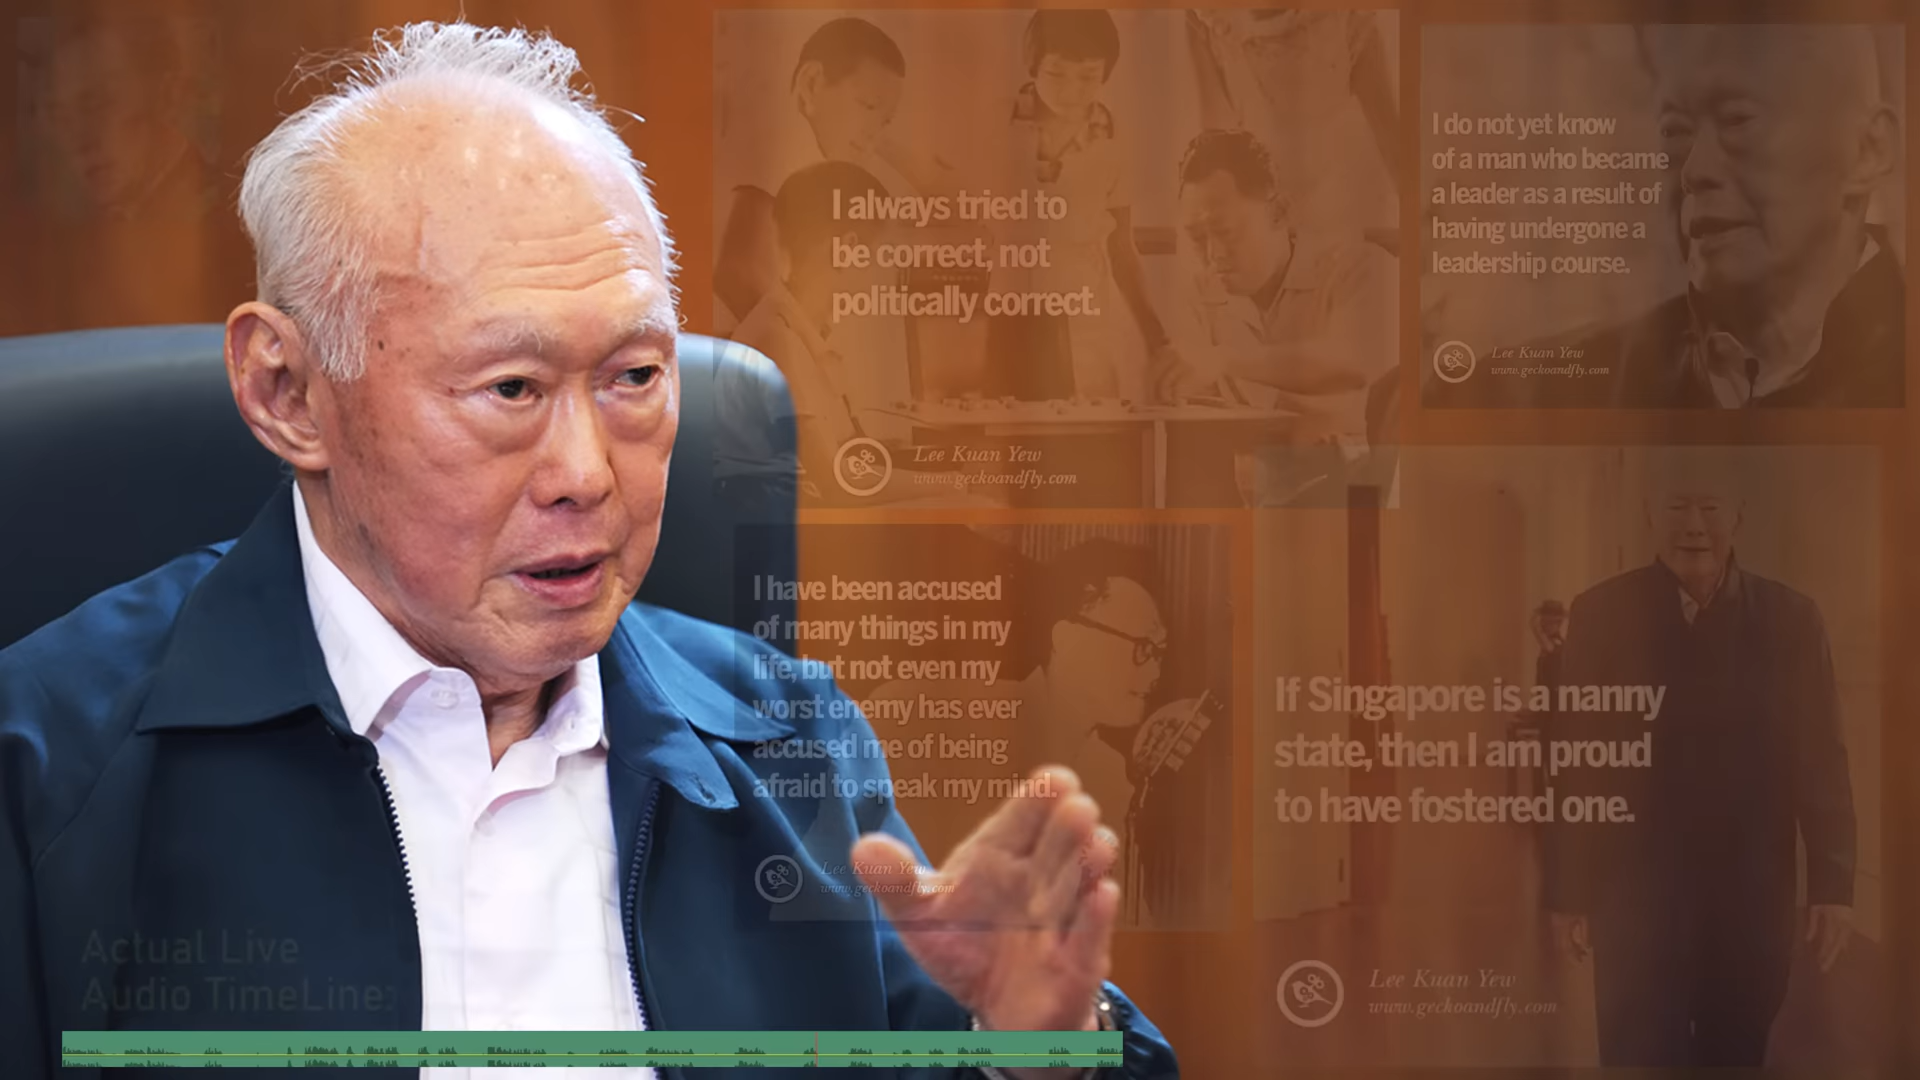 I always tried to
be correct, not
politically correct.
Lee Kuan Yew
www.geckoandfly.com
I do not yet know
of a man who became
a leader as a result of
having undergone a
leadership course.
Lee Kuan Yew
www.geckoandfly.com
I have been accused
of many things in my
life, but not even my
worst enemy has ever
accused me of being
afraid to speak my mind.
Lee Kuan Yew
www.geckoandfly.com
If Singapore is a nanny
state, then I am proud
to have fostered one.
Lee Kuan Yew
www.geckoandfly.com
Actual Live
Audio TimeLine: